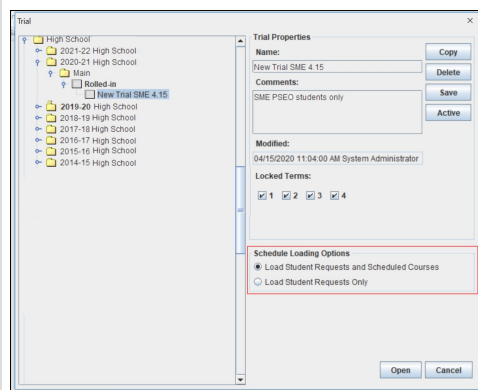 Trial
High School
2021-22 High School
2020-21 High School
Main
Rolled-in
New Trial SME 4.15
2019-20 High School
2018-19 High School
2017-18 High School
2016-17 High School
2015-16 High School
2014-15 High School
Trial Properties
Name:
New Trial SME 4.15
Comments:
SME PSEO students only
Modified:
04/15/2020 11:04:00 AM System Administrator
Locked Terms:
1 2 3 4
Copy
Delete
Save
Active
Schedule Loading Options
Load Student Requests and Scheduled Courses
Load Student Requests Only
Open Cancel